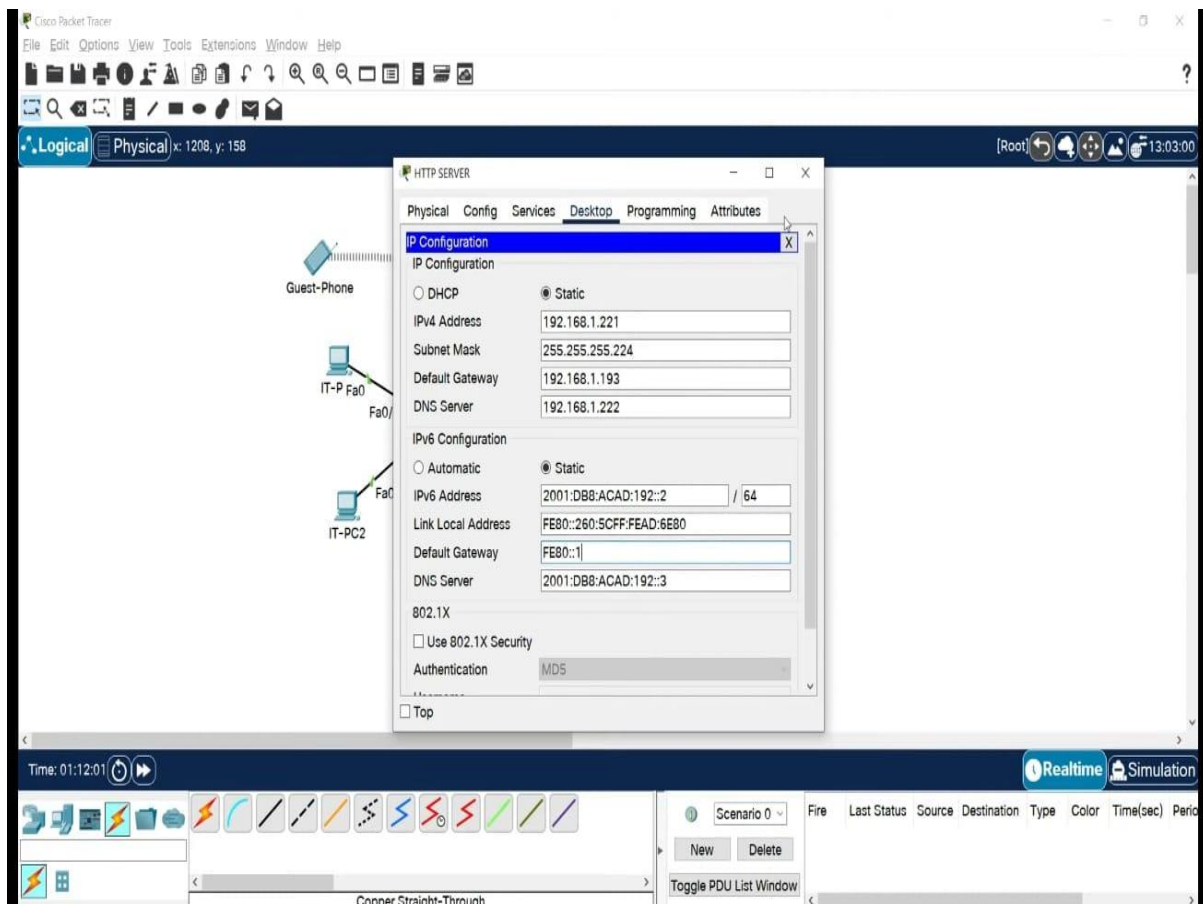 Cisco Packet Tracer
File Edit Options View Tools Extensions Window Help
?
Logical Physical x: 1208, y: 158 [Root] 13:03:00
HTTP SERVER
Physical Config Services Desktop Programming Attributes
IP Configuration X
IP Configuration
DHCP Static
IPv4 Address 192.168.1.221
Subnet Mask 255.255.255.224
Default Gateway 192.168.1.193
DNS Server 192.168.1.222
IPv6 Configuration
Automatic Static
IPv6 Address 2001:DB8:ACAD:192::2 / 64
Link Local Address FE80::260:5CFF:FEAD:6E80
Default Gateway FE80::1
DNS Server 2001:DB8:ACAD:192::3
802.1X
Use 802.1X Security
Authentication MD5
Top
Guest-Phone
IT-P Fa0
Fa0/
Fa0
IT-PC2
Time: 01:12:01 Realtime Simulation
Scenario 0 Fire Last Status Source Destination Type Color Time(sec) Perio
New Delete
Toggle PDU List Window
Copper Straight-Through